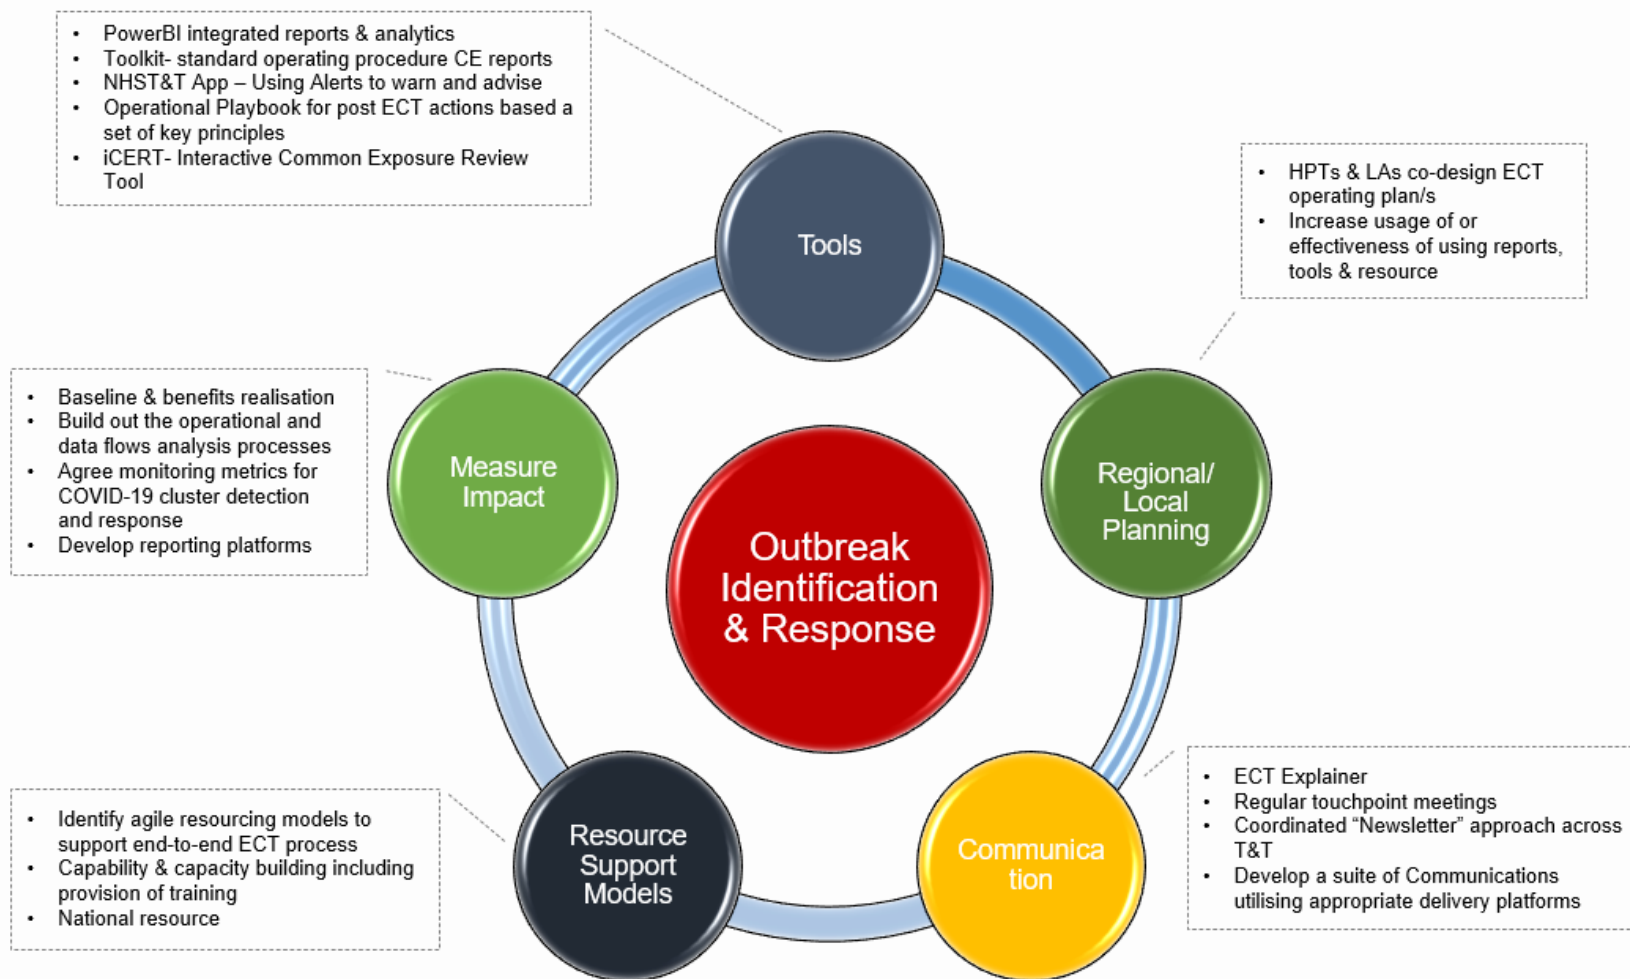 • PowerBI integrated reports & analytics
• Toolkit- standard operating procedure CE reports
• NHST&T App – Using Alerts to warn and advise
• Operational Playbook for post ECT actions based a
set of key principles
• iCERT- Interactive Common Exposure Review
Tool
Tools
• HPTs & LAs co-design ECT
operating plan/s
• Increase usage of or
effectiveness of using reports,
tools & resource
• Baseline & benefits realisation
• Build out the operational and
data flows analysis processes
• Agree monitoring metrics for
COVID-19 cluster detection
and response
• Develop reporting platforms
Measure
Impact
Regional/
Local
Planning
Outbreak
Identification
& Response
• Identify agile resourcing models to
support end-to-end ECT process
• Capability & capacity building including
provision of training
• National resource
Resource
Support
Models
Communica
tion
• ECT Explainer
• Regular touchpoint meetings
• Coordinated “Newsletter” approach across
T&T
• Develop a suite of Communications
utilising appropriate delivery platforms